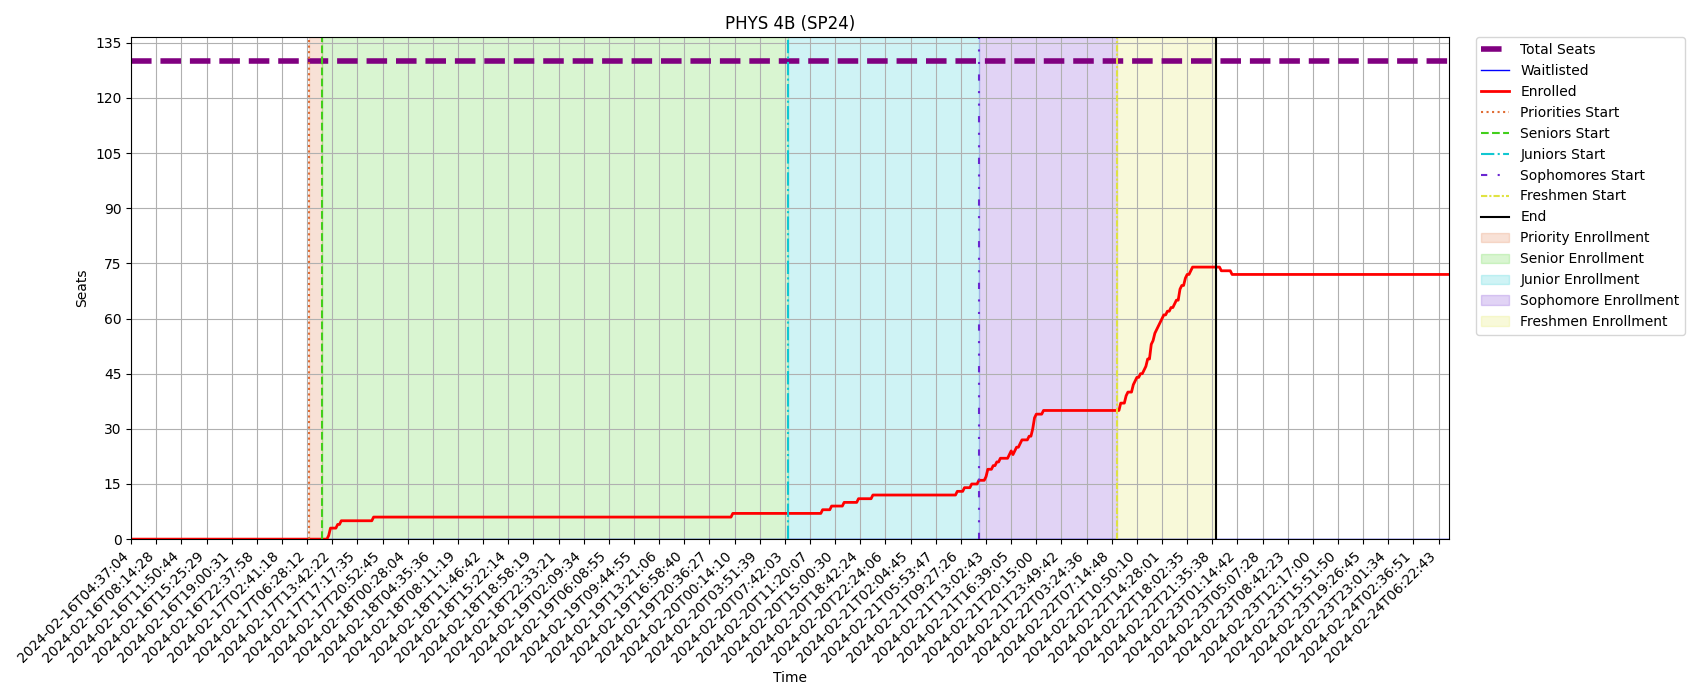 PHYS 4B (SP24)
135
120
105
90
75
60
45
30
15
0
Seats
2024-02-16T04:37:04
2024-02-16T08:14:28
2024-02-16T11:50:44
2024-02-16T15:25:29
2024-02-16T19:00:31
2024-02-16T22:37:58
2024-02-17T02:41:18
2024-02-17T06:28:12
2024-02-17T13:42:22
2024-02-17T17:20:35
2024-02-17T20:52:45
2024-02-18T00:28:04
2024-02-18T04:35:36
2024-02-18T08:11:19
2024-02-18T11:46:42
2024-02-18T15:22:14
2024-02-18T18:58:19
2024-02-18T22:33:21
2024-02-19T02:09:34
2024-02-19T06:08:55
2024-02-19T09:44:55
2024-02-19T13:21:06
2024-02-19T16:58:40
2024-02-19T20:36:27
2024-02-20T00:14:10
2024-02-20T03:51:39
2024-02-20T07:42:03
2024-02-20T11:20:07
2024-02-20T15:00:30
2024-02-20T18:42:24
2024-02-20T22:24:06
2024-02-21T02:04:45
2024-02-21T05:53:47
2024-02-21T09:27:26
2024-02-21T13:02:43
2024-02-21T16:39:05
2024-02-21T20:15:00
2024-02-21T23:49:42
2024-02-22T03:24:36
2024-02-22T07:14:48
2024-02-22T10:50:10
2024-02-22T14:28:01
2024-02-22T18:02:35
2024-02-22T21:35:38
2024-02-23T01:14:42
2024-02-23T05:07:28
2024-02-23T08:42:23
2024-02-23T12:17:00
2024-02-23T15:51:50
2024-02-23T19:26:45
2024-02-23T23:01:34
2024-02-24T02:36:51
2024-02-24T06:22:43
Time
Total Seats
Waitlisted
Enrolled
Priorities Start
Seniors Start
Juniors Start
Sophomores Start
Freshmen Start
End
Priority Enrollment
Senior Enrollment
Junior Enrollment
Sophomore Enrollment
Freshmen Enrollment